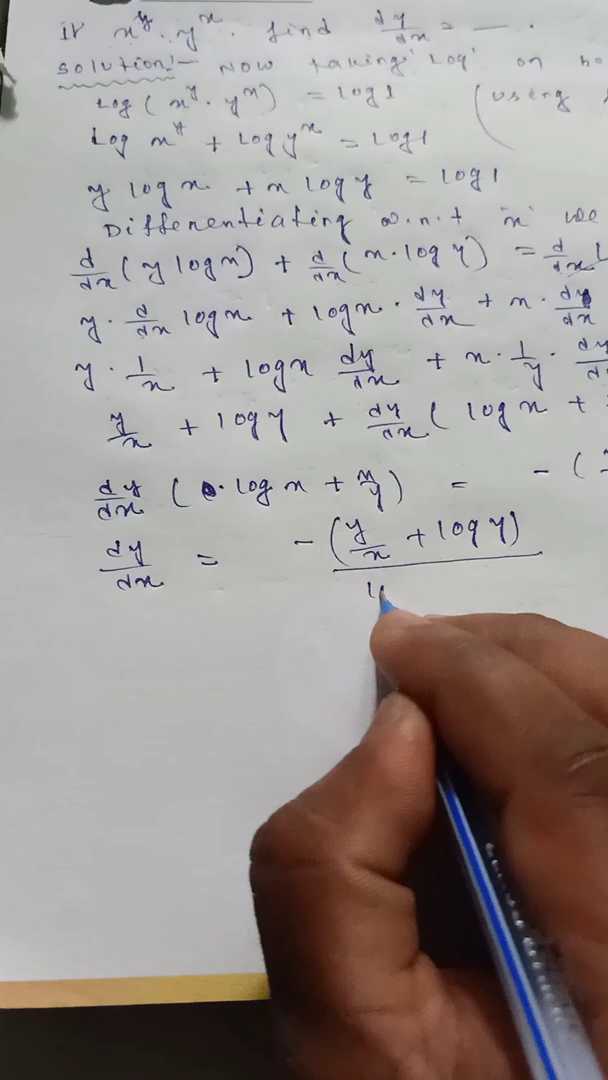 If x^y . y^x . find dy/dx = — .
Solution:- Now taking 'Log' on
Log ( x^y . y^x ) = Log 1 (using
Log x^y + Log y^x = Log 1
y log x + x log y = log 1
Differentiating w.r.t 'x' we
d/dx ( y log x ) + d/dx ( x . log y ) = d/dx
y . d/dx log x + log x . dy/dx + x . dy/dx
y . 1/x + log x dy/dx + x . 1/y .
y/x + log y + dy/dx ( log x +
dy/dx ( . log x + x/y ) = - (
dy/dx = - ( y/x + log y )